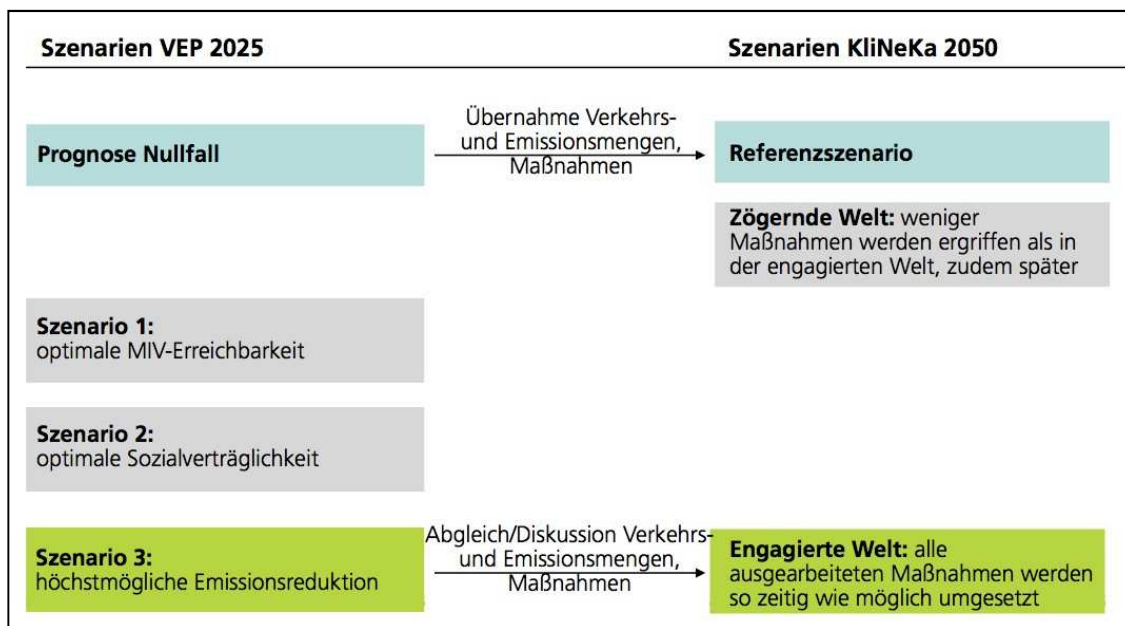 Szenarien VEP 2025
Szenarien KliNeKa 2050
Prognose Nullfall
Übernahme Verkehrs-
und Emissionsmengen,
Maßnahmen
Referenzszenario
Zögernde Welt: weniger
Maßnahmen werden ergriffen als in
der engagierten Welt, zudem später
Szenario 1:
optimale MIV-Erreichbarkeit
Szenario 2:
optimale Sozialverträglichkeit
Szenario 3:
höchstmögliche Emissionsreduktion
Abgleich/Diskussion Verkehrs-
und Emissionsmengen,
Maßnahmen
Engagierte Welt: alle
ausgearbeiteten Maßnahmen werden
so zeitig wie möglich umgesetzt